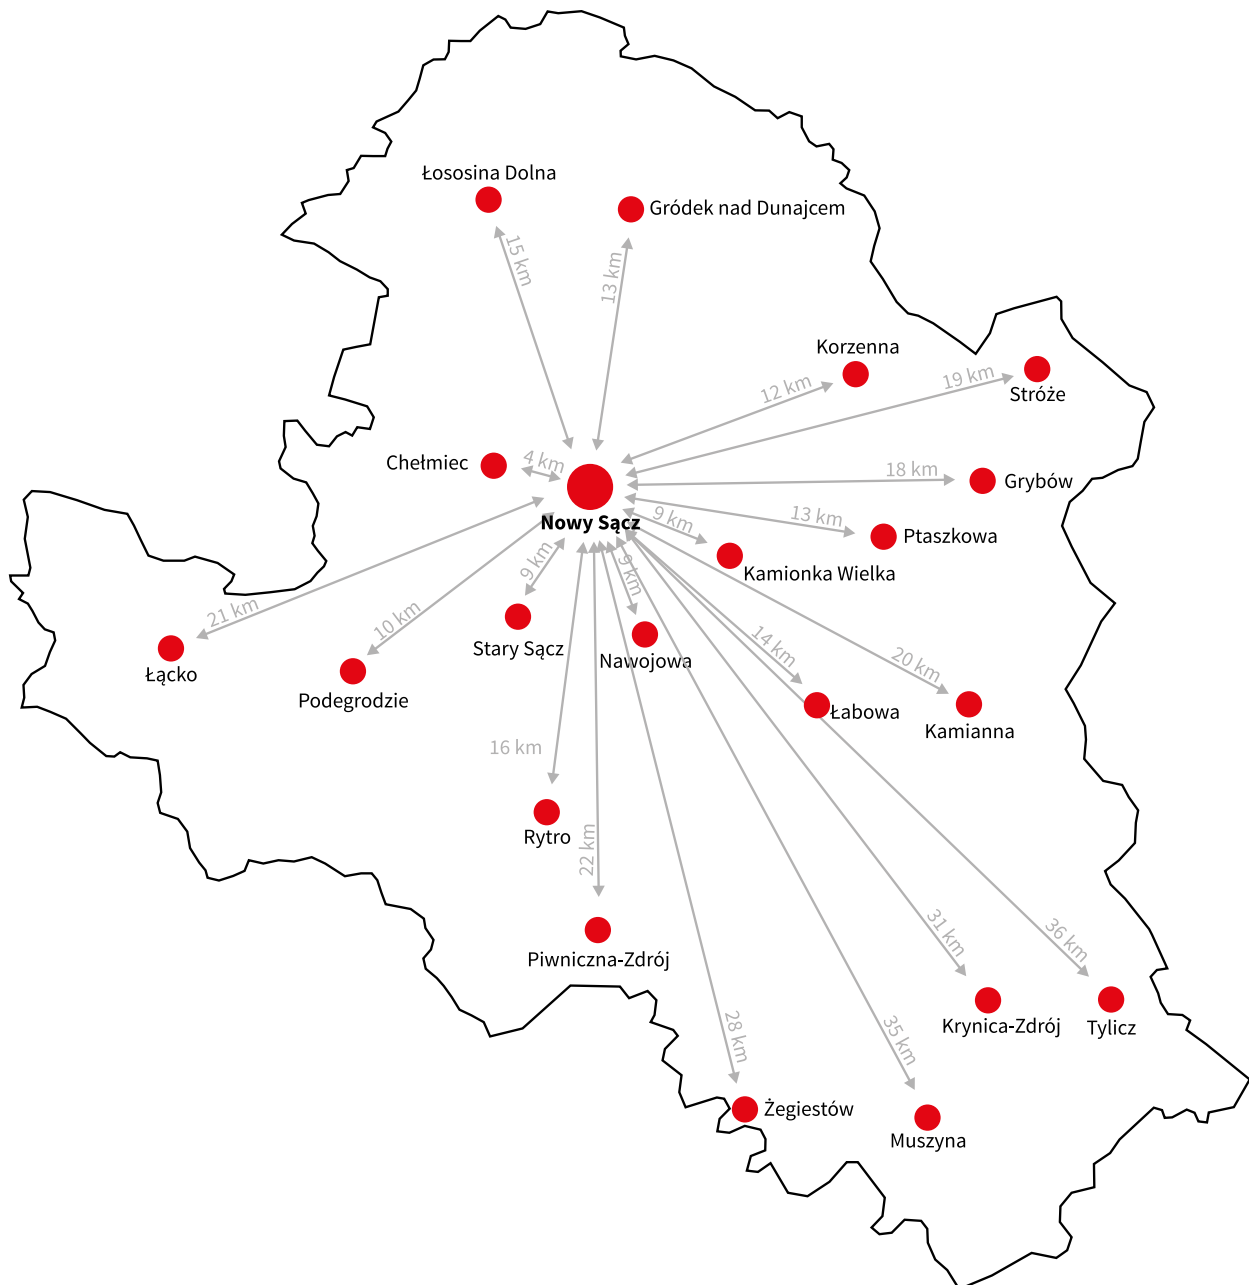 Łososina Dolna
Gródek nad Dunajcem
15 km
13 km
Korzenna
12 km
19 km
Stróże
Chełmiec
4 km
18 km
Grybów
Nowy Sącz
9 km
13 km
Ptaszkowa
Kamionka Wielka
9 km
9 km
21 km
10 km
Łącko
Podegrodzie
Stary Sącz
Nawojowa
14 km
20 km
Łabowa
Kamianna
16 km
Rytro
22 km
Piwniczna-Zdrój
31 km
36 km
Krynica-Zdrój
Tylicz
28 km
35 km
Żegiestów
Muszyna